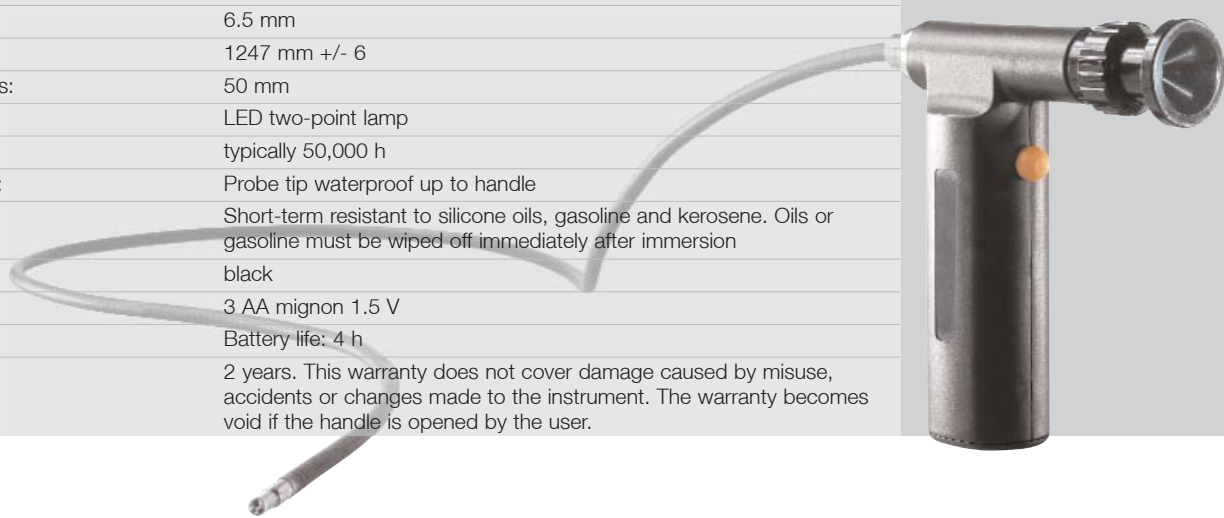 6.5 mm
1247 mm +/- 6
s: 50 mm
LED two-point lamp
typically 50,000 h
: Probe tip waterproof up to handle
Short-term resistant to silicone oils, gasoline and kerosene. Oils or
gasoline must be wiped off immediately after immersion
black
3 AA mignon 1.5 V
Battery life: 4 h
2 years. This warranty does not cover damage caused by misuse,
accidents or changes made to the instrument. The warranty becomes
void if the handle is opened by the user.